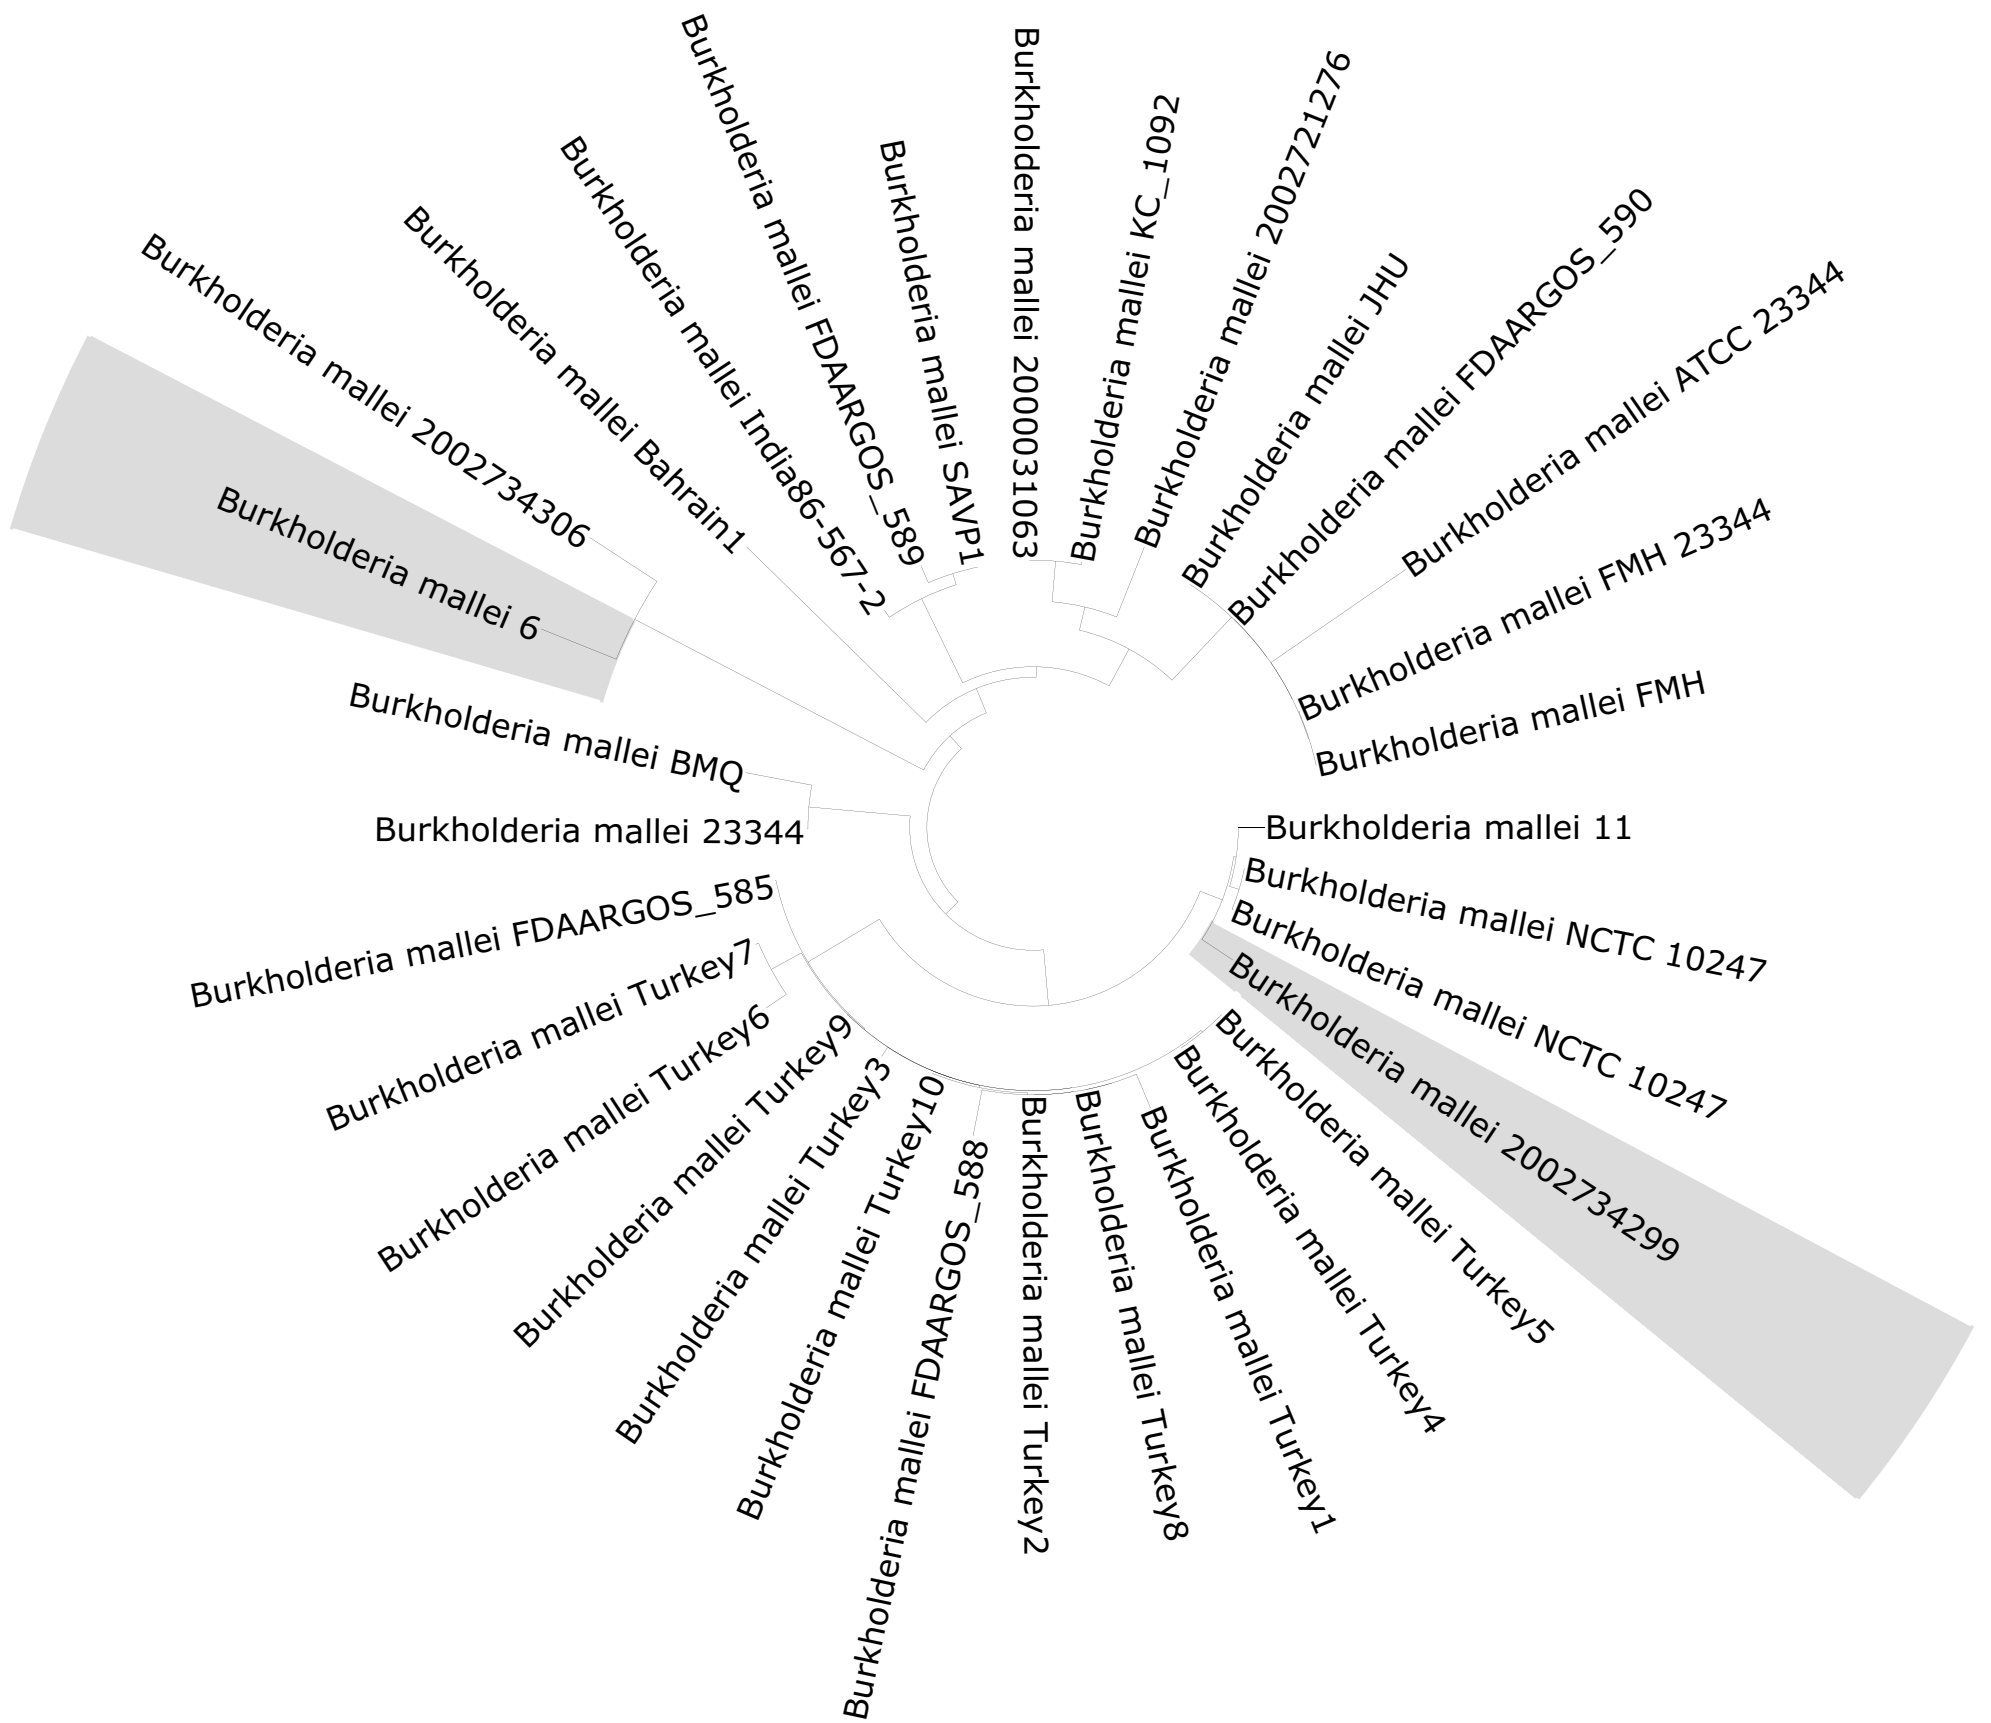 Burkholderia mallei 2000031063
Burkholderia mallei KC_1092
Burkholderia mallei 2002721276
Burkholderia mallei JHU
Burkholderia mallei FDAARGOS_590
Burkholderia mallei ATCC 23344
Burkholderia mallei FMH 23344
Burkholderia mallei FMH
Burkholderia mallei 11
Burkholderia mallei NCTC 10247
Burkholderia mallei NCTC 10247
Burkholderia mallei 2002734299
Burkholderia mallei Turkey5
Burkholderia mallei Turkey4
Burkholderia mallei Turkey1
Burkholderia mallei Turkey8
Burkholderia mallei Turkey2
Burkholderia mallei FDAARGOS_588
Burkholderia mallei Turkey10
Burkholderia mallei Turkey3
Burkholderia mallei Turkey9
Burkholderia mallei Turkey6
Burkholderia mallei Turkey7
Burkholderia mallei FDAARGOS_585
Burkholderia mallei 23344
Burkholderia mallei BMQ
Burkholderia mallei 6
Burkholderia mallei 2002734306
Burkholderia mallei Bahrain1
Burkholderia mallei India86-567-2
Burkholderia mallei FDAARGOS_589
Burkholderia mallei SAVP1